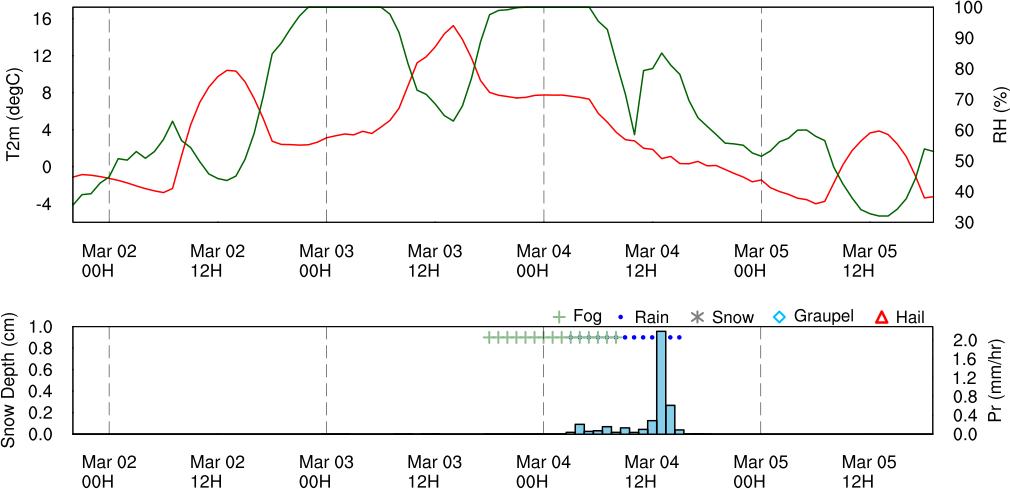 16
12
8
4
0
-4
T2m (degC)
100
90
80
70
60
50
40
30
RH (%)
Mar 02 Mar 02 Mar 03 Mar 03 Mar 04 Mar 04 Mar 05 Mar 05
00H 12H 00H 12H 00H 12H 00H 12H
Fog Rain Snow Graupel Hail
1.0
0.8
0.6
0.4
0.2
0.0
Snow Depth (cm)
2.0
1.6
1.2
0.8
0.4
0.0
Pr (mm/hr)
Mar 02 Mar 02 Mar 03 Mar 03 Mar 04 Mar 04 Mar 05 Mar 05
00H 12H 00H 12H 00H 12H 00H 12H